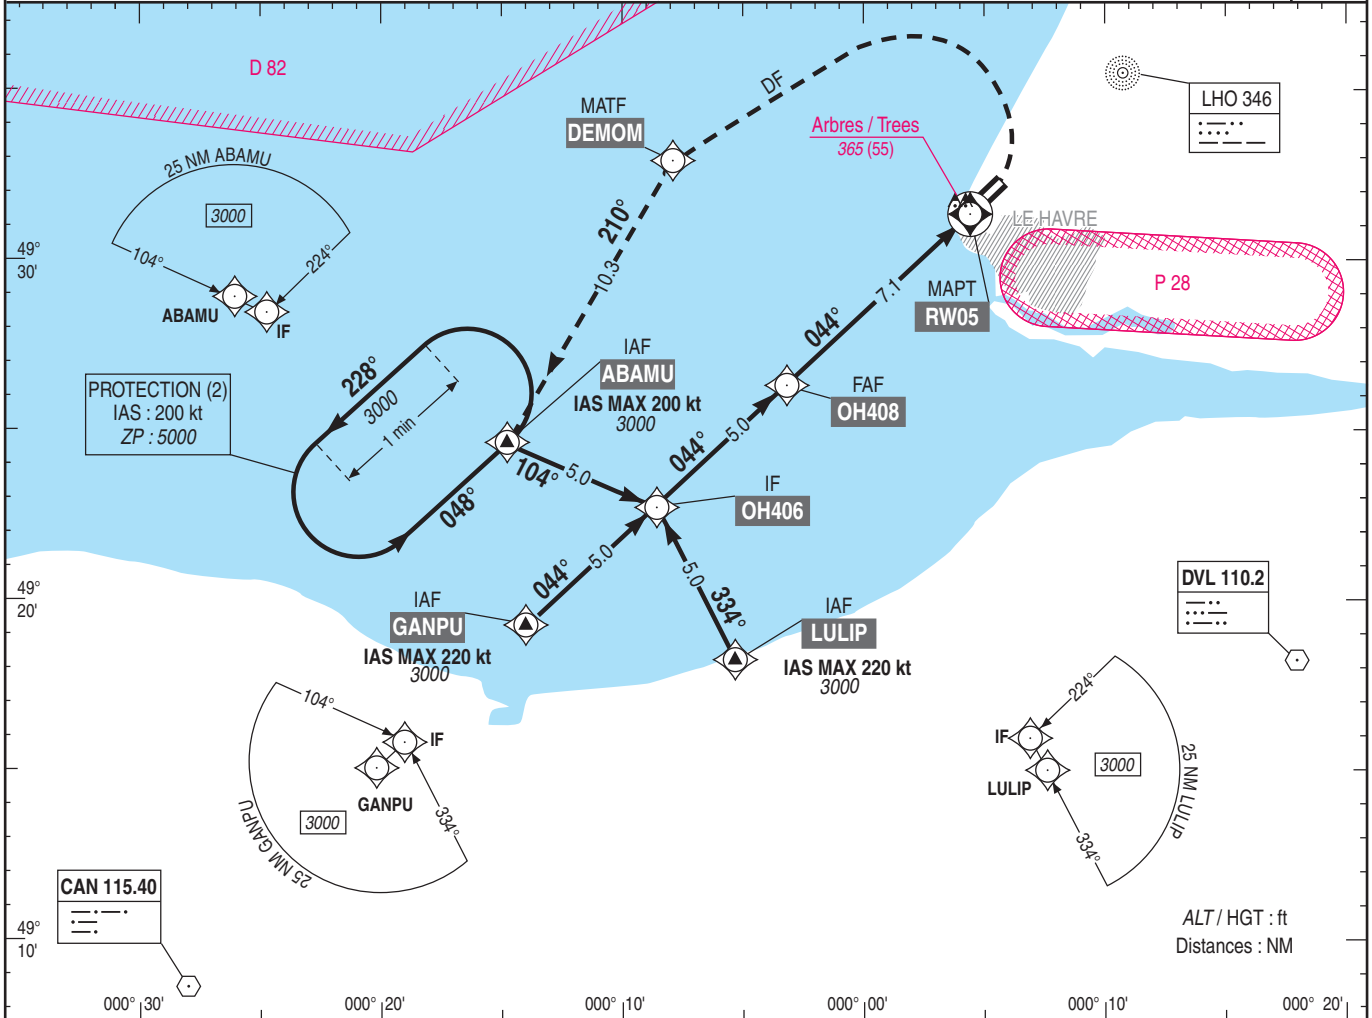 D 82
DF
MATF
DEMOM
Arbres / Trees
365 (55)
LHO 346
25 NM ABAMU
3000
104°
224°
ABAMU
IF
210°
10.3
LE HAVRE
P 28
49°
30'
MAPT
RW05
7.1
044°
PROTECTION (2)
IAS : 200 kt
ZP : 5000
228°
3000
1 min
048°
IAF
ABAMU
IAS MAX 200 kt
3000
FAF
OH408
044°
5.0
104°
5.0
IF
OH406
49°
20'
IAF
GANPU
IAS MAX 220 kt
3000
044°
5.0
5.0
334°
IAF
LULIP
IAS MAX 220 kt
3000
DVL 110.2
104°
IF
GANPU
3000
334°
25 NM GANPU
224°
IF
LULIP
3000
334°
25 NM LULIP
CAN 115.40
49°
10'
ALT / HGT : ft
Distances : NM
000° 30'
000° 20'
000° 10'
000° 00'
000° 10'
000° 20'